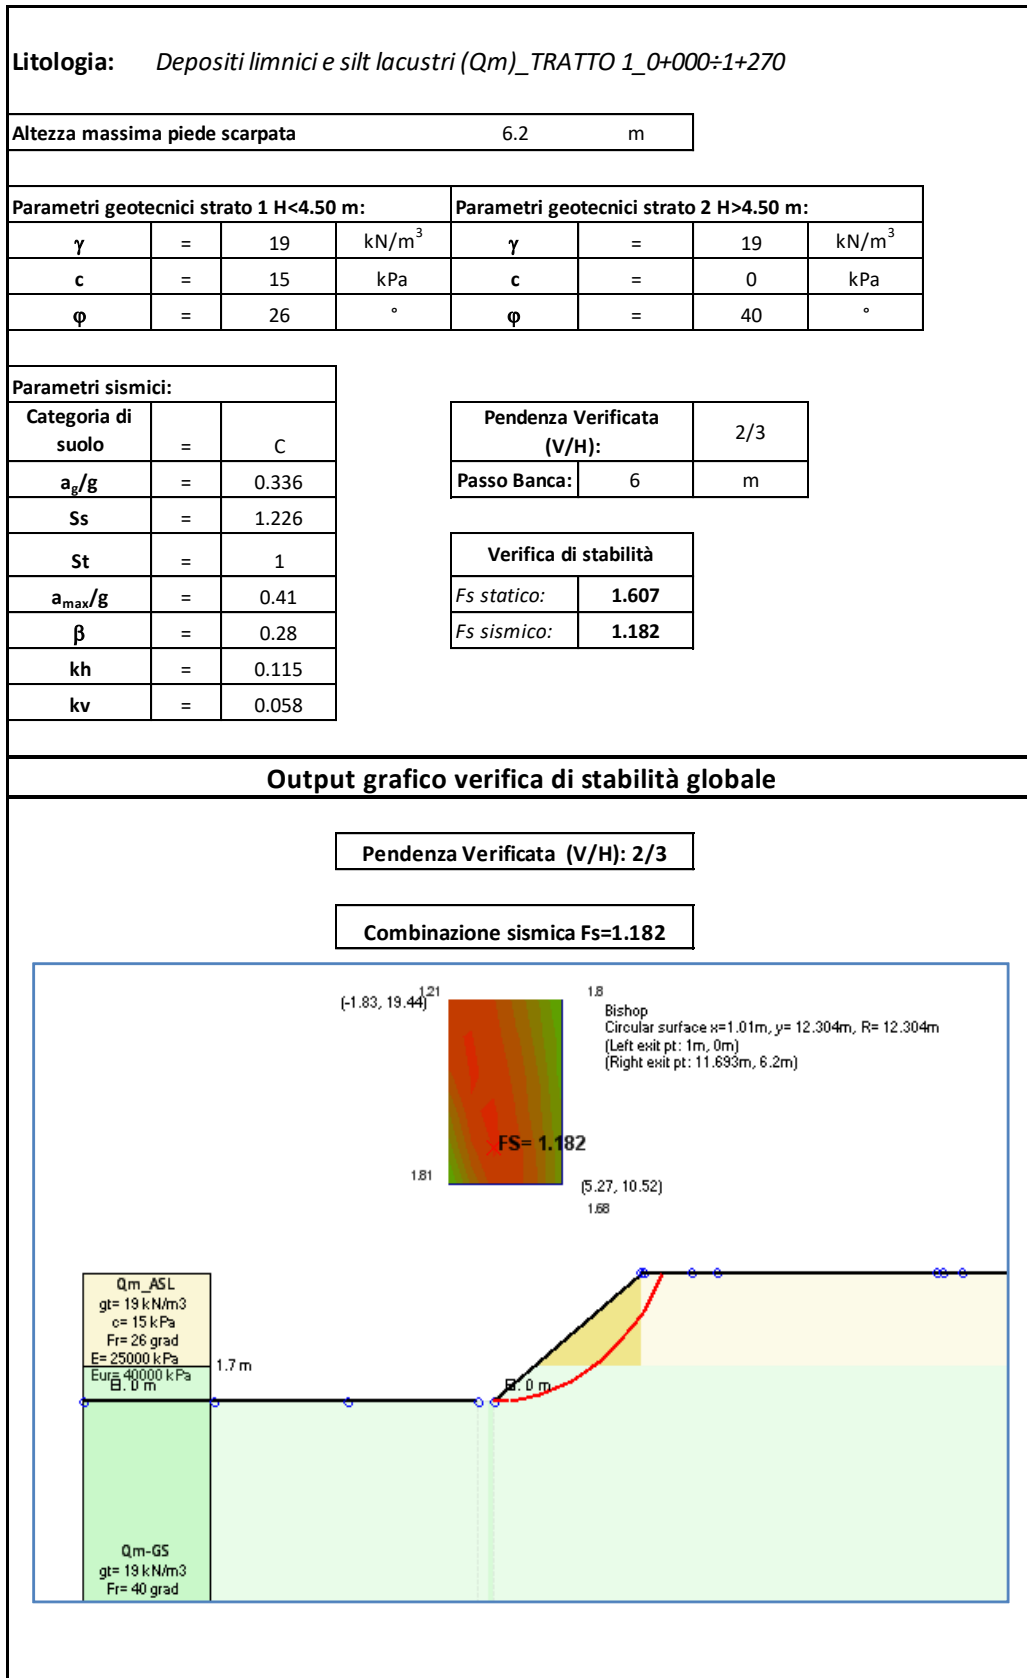 Litologia: Depositi limnici e silt lacustri (Qm)_TRATTO 1_0+000÷1+270
Altezza massima piede scarpata 6.2 m
Parametri geotecnici strato 1 H<4.50 m: Parametri geotecnici strato 2 H>4.50 m:
γ = 19 kN/m³ γ = 19 kN/m³
c = 15 kPa c = 0 kPa
φ = 26 ° φ = 40 °
Parametri sismici:
Categoria di suolo = C
ag/g = 0.336
Ss = 1.226
St = 1
amax/g = 0.41
β = 0.28
kh = 0.115
kv = 0.058
Pendenza Verificata (V/H): 2/3
Passo Banca: 6 m
Verifica di stabilità
Fs statico: 1.607
Fs sismico: 1.182
Output grafico verifica di stabilità globale
Pendenza Verificata (V/H): 2/3
Combinazione sismica Fs=1.182
(-1.83, 19.44) 1.21 1.8
Bishop
Circular surface x=1.01m, y= 12.304m, R= 12.304m
(Left exit pt: 1m, 0m)
(Right exit pt: 11.693m, 6.2m)
FS= 1.182
1.81
(5.27, 10.52)
1.68
Qm_ASL
gt= 19 kN/m3
c= 15 kPa
Fr= 26 grad
E= 25000 kPa
Eur= 40000 kPa
1.7 m
El. 0 m El. 0 m
Qm-GS
gt= 19 kN/m3
Fr= 40 grad